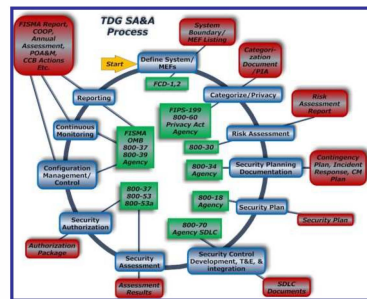 TDG SA&A
Process
FISMA Report,
COOP,
Annual
Assessment,
POA&M,
CCB Actions
Etc.
System
Boundary/
MEF Listing
Categori-
zation
Document
/PIA
Start
Define System/
MEFs
FCD-1,2
Categorize/Privacy
FIPS-199
800-60
Privacy Act
Agency
Risk
Assessment
Report
Risk Assessment
800-30
Contingency
Plan, Incident
Response, CM
Plan
Security Planning
Documentation
800-34
Agency
Security Plan
800-18
Agency
Security Plan
800-70
Agency SDLC
Security Control
Development, T&E, &
integration
SDLC
Documents
Security
Assessment
Assessment
Results
800-37
800-53
800-53a
Security
Authorization
Authorization
Package
Configuration
Management/
Control
Continuous
Monitoring
Reporting
FISMA
OMB
800-37
800-39
Agency